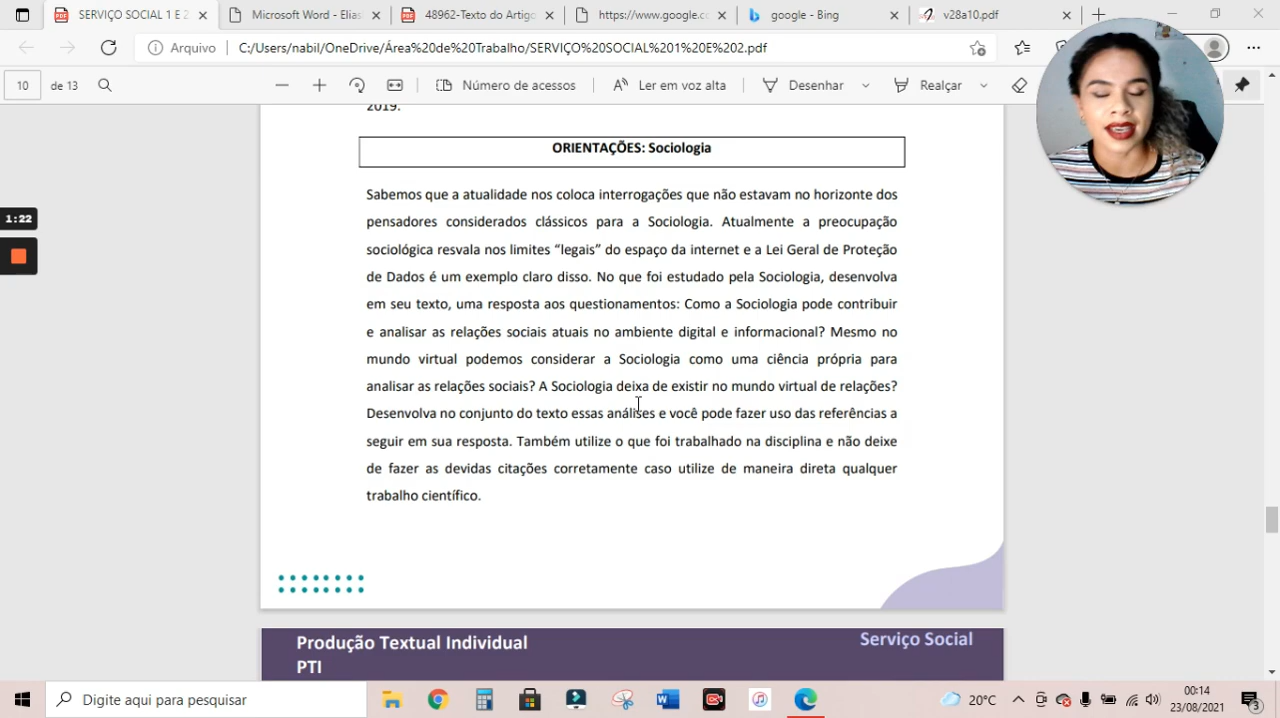 SERVIÇO SOCIAL 1 E 2
Microsoft Word - Elias
48962-Texto do Artigo
https://www.google.c
google - Bing
v28a10.pdf
Arquivo
C:/Users/nabil/OneDrive/Área%20de%20Trabalho/SERVIÇO%20SOCIAL%201%20E%202.pdf
10 de 13
Número de acessos
Ler em voz alta
Desenhar
Realçar
2019.
ORIENTAÇÕES: Sociologia
1:22
Sabemos que a atualidade nos coloca interrogações que não estavam no horizonte dos
pensadores considerados clássicos para a Sociologia. Atualmente a preocupação
sociológica resvala nos limites “legais” do espaço da internet e a Lei Geral de Proteção
de Dados é um exemplo claro disso. No que foi estudado pela Sociologia, desenvolva
em seu texto, uma resposta aos questionamentos: Como a Sociologia pode contribuir
e analisar as relações sociais atuais no ambiente digital e informacional? Mesmo no
mundo virtual podemos considerar a Sociologia como uma ciência própria para
analisar as relações sociais? A Sociologia deixa de existir no mundo virtual de relações?
Desenvolva no conjunto do texto essas análises e você pode fazer uso das referências a
seguir em sua resposta. Também utilize o que foi trabalhado na disciplina e não deixe
de fazer as devidas citações corretamente caso utilize de maneira direta qualquer
trabalho científico.
Produção Textual Individual
PTI
Serviço Social
Digite aqui para pesquisar
20°C
00:14
23/08/2021
3